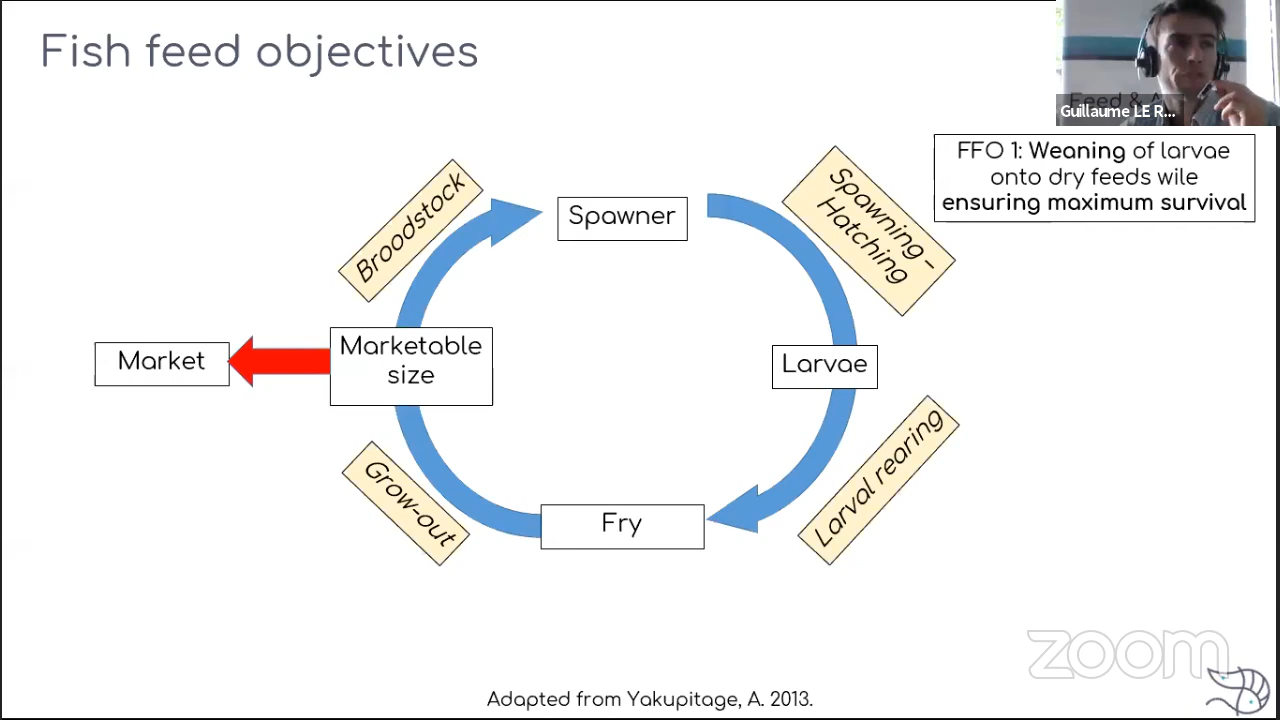 Fish feed objectives
Feed &
Guillaume LE R...
FFO 1: Weaning of larvae
onto dry feeds wile
ensuring maximum survival
Broodstock
Spawner
Spawning -
Hatching
Market
Marketable
size
Larvae
Grow-out
Fry
Larval rearing
zoom
Adapted from Yakupitage, A. 2013.